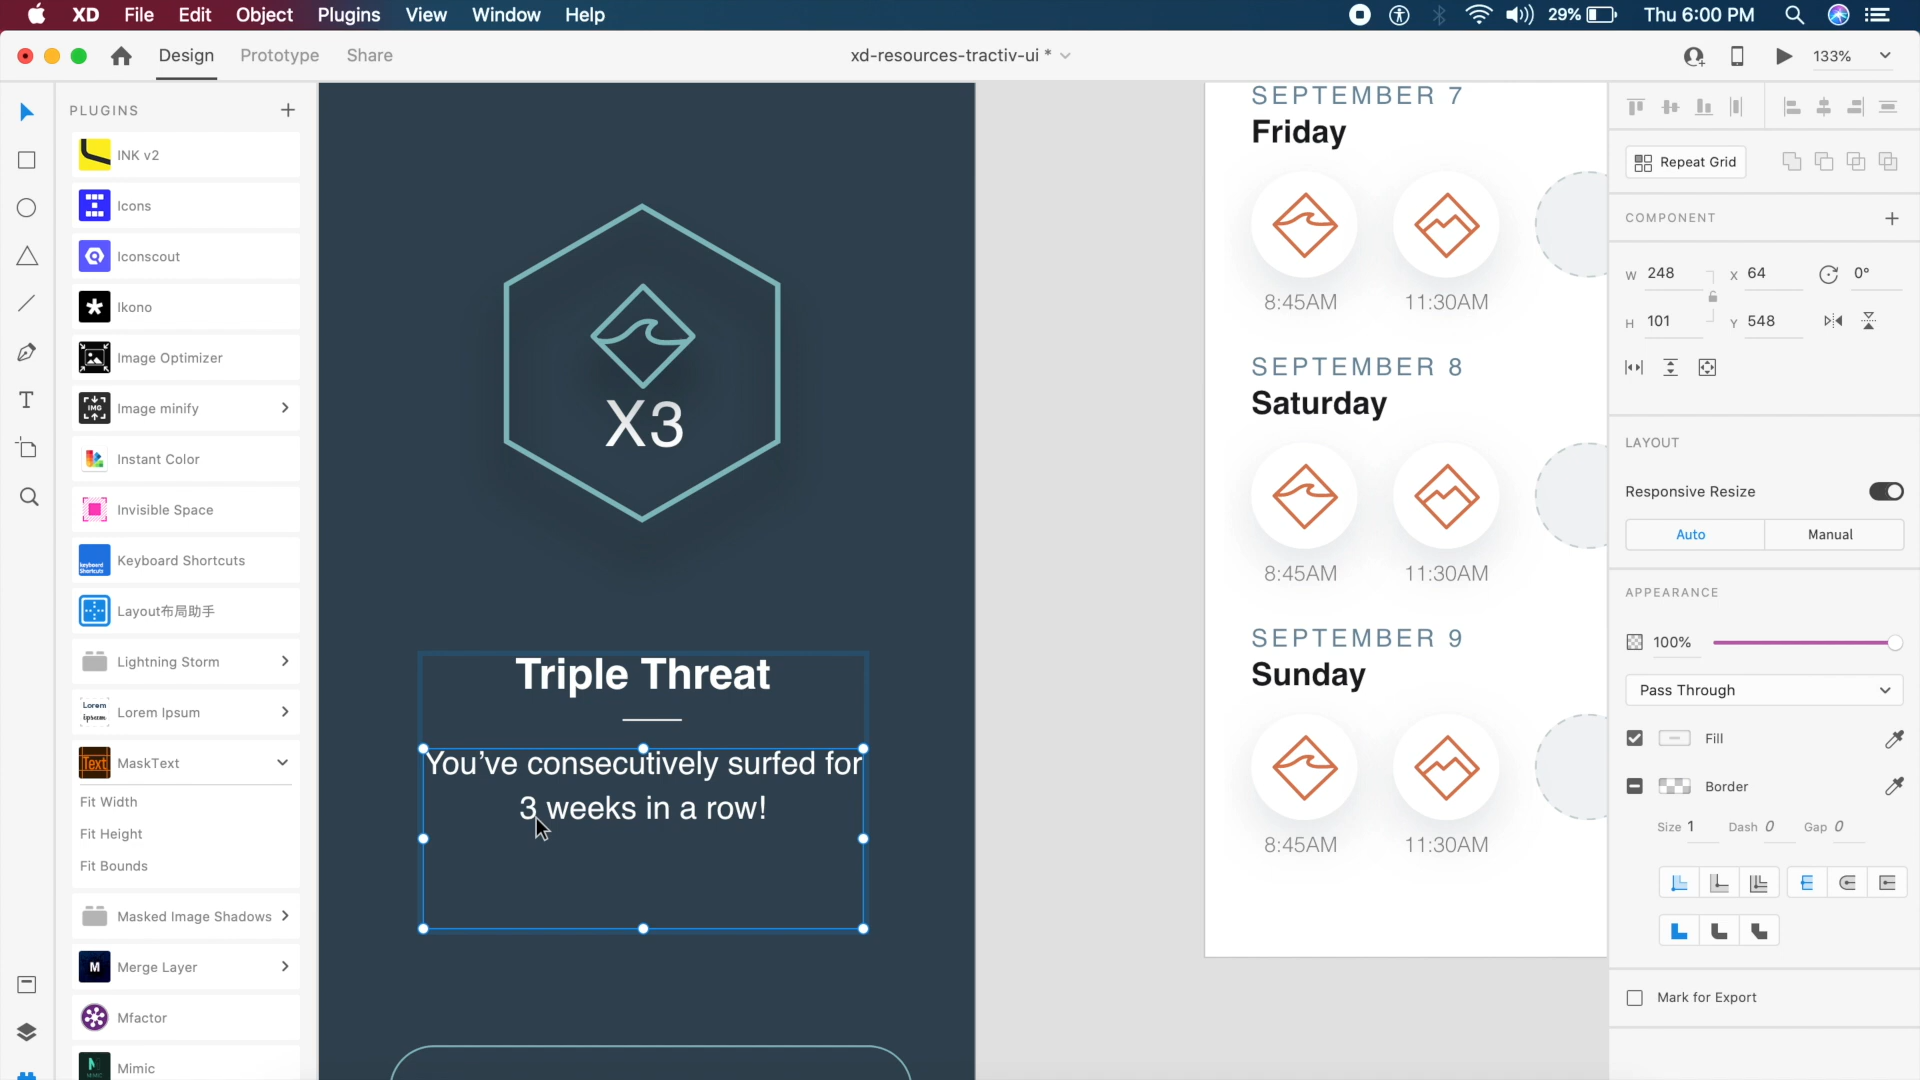 XD File Edit Object Plugins View Window Help 29% Thu 6:00 PM
Design Prototype Share xd-resources-tractiv-ui * 133%
PLUGINS
INK v2
Icons
Iconscout
Ikono
Image Optimizer
IMG
Image minify
Instant Color
Invisible Space
keyboard
Shortcuts
Keyboard Shortcuts
Layout布局助手
Lightning Storm
Lorem
ipsum
Lorem Ipsum
Text
MaskText
Fit Width
Fit Height
Fit Bounds
Masked Image Shadows
M
Merge Layer
Mfactor
Mimic
X3
Triple Threat
You’ve consecutively surfed for
3 weeks in a row!
SEPTEMBER 7
Friday
8:45AM 11:30AM
SEPTEMBER 8
Saturday
8:45AM 11:30AM
SEPTEMBER 9
Sunday
8:45AM 11:30AM
Repeat Grid
COMPONENT
W 248 X 64 0°
H 101 Y 548
LAYOUT
Responsive Resize
Auto Manual
APPEARANCE
100%
Pass Through
Fill
Border
Size 1 Dash 0 Gap 0
Mark for Export